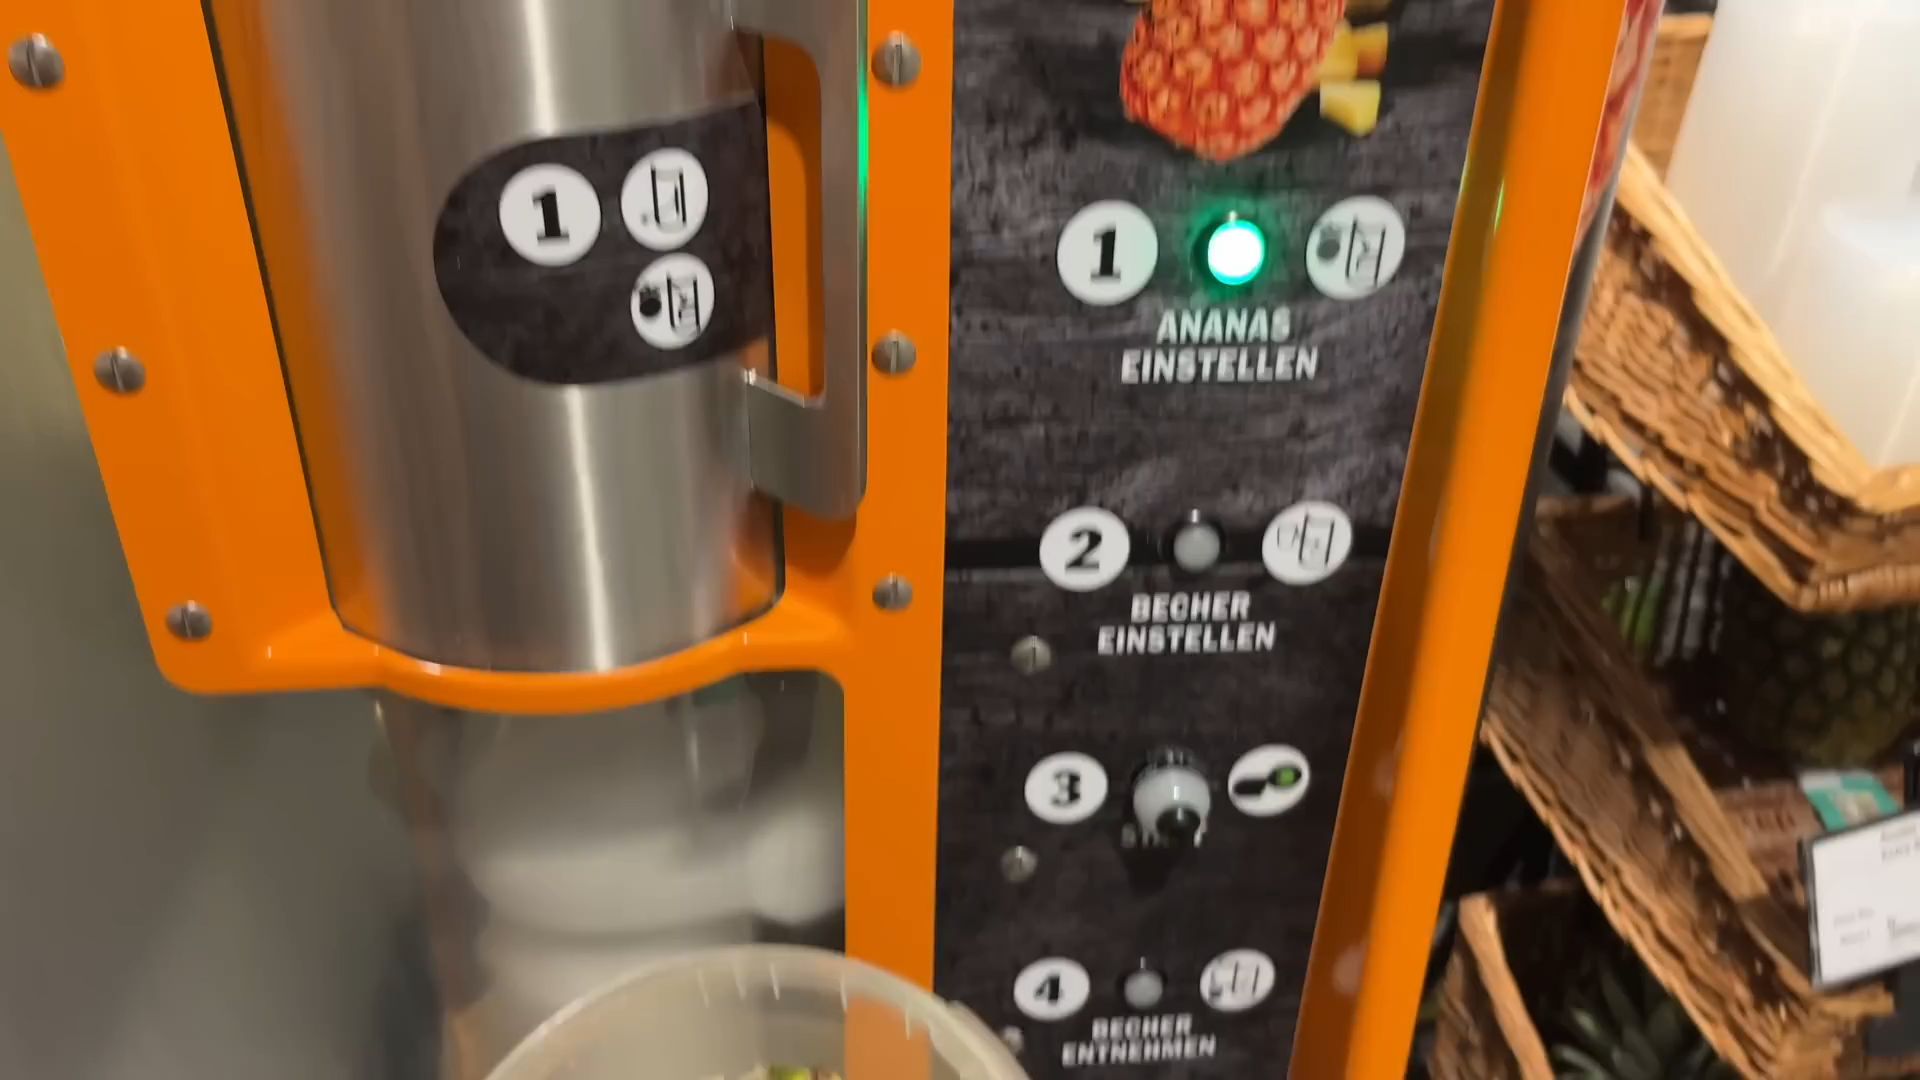 1
1
ANANAS
EINSTELLEN
2
BECHER
EINSTELLEN
3
4
BECHER
ENTNEHMEN